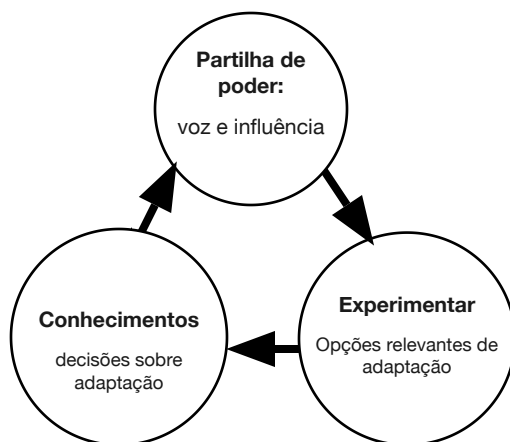 Partilha de
poder:
voz e influência
Experimentar
Opções relevantes de
adaptação
Conhecimentos
decisões sobre
adaptação